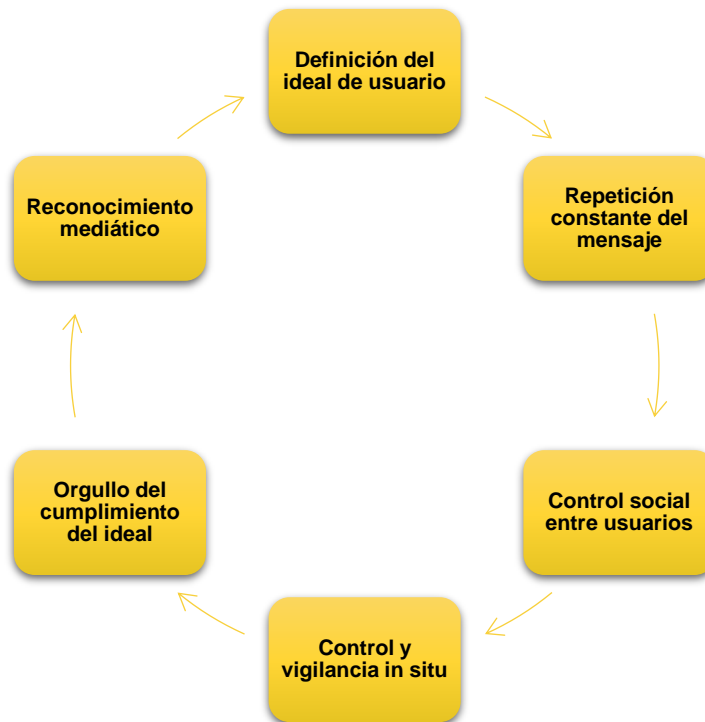 Definición del
ideal de usuario
Repetición
constante del
mensaje
Control social
entre usuarios
Control y
vigilancia in situ
Orgullo del
cumplimiento
del ideal
Reconocimiento
mediático